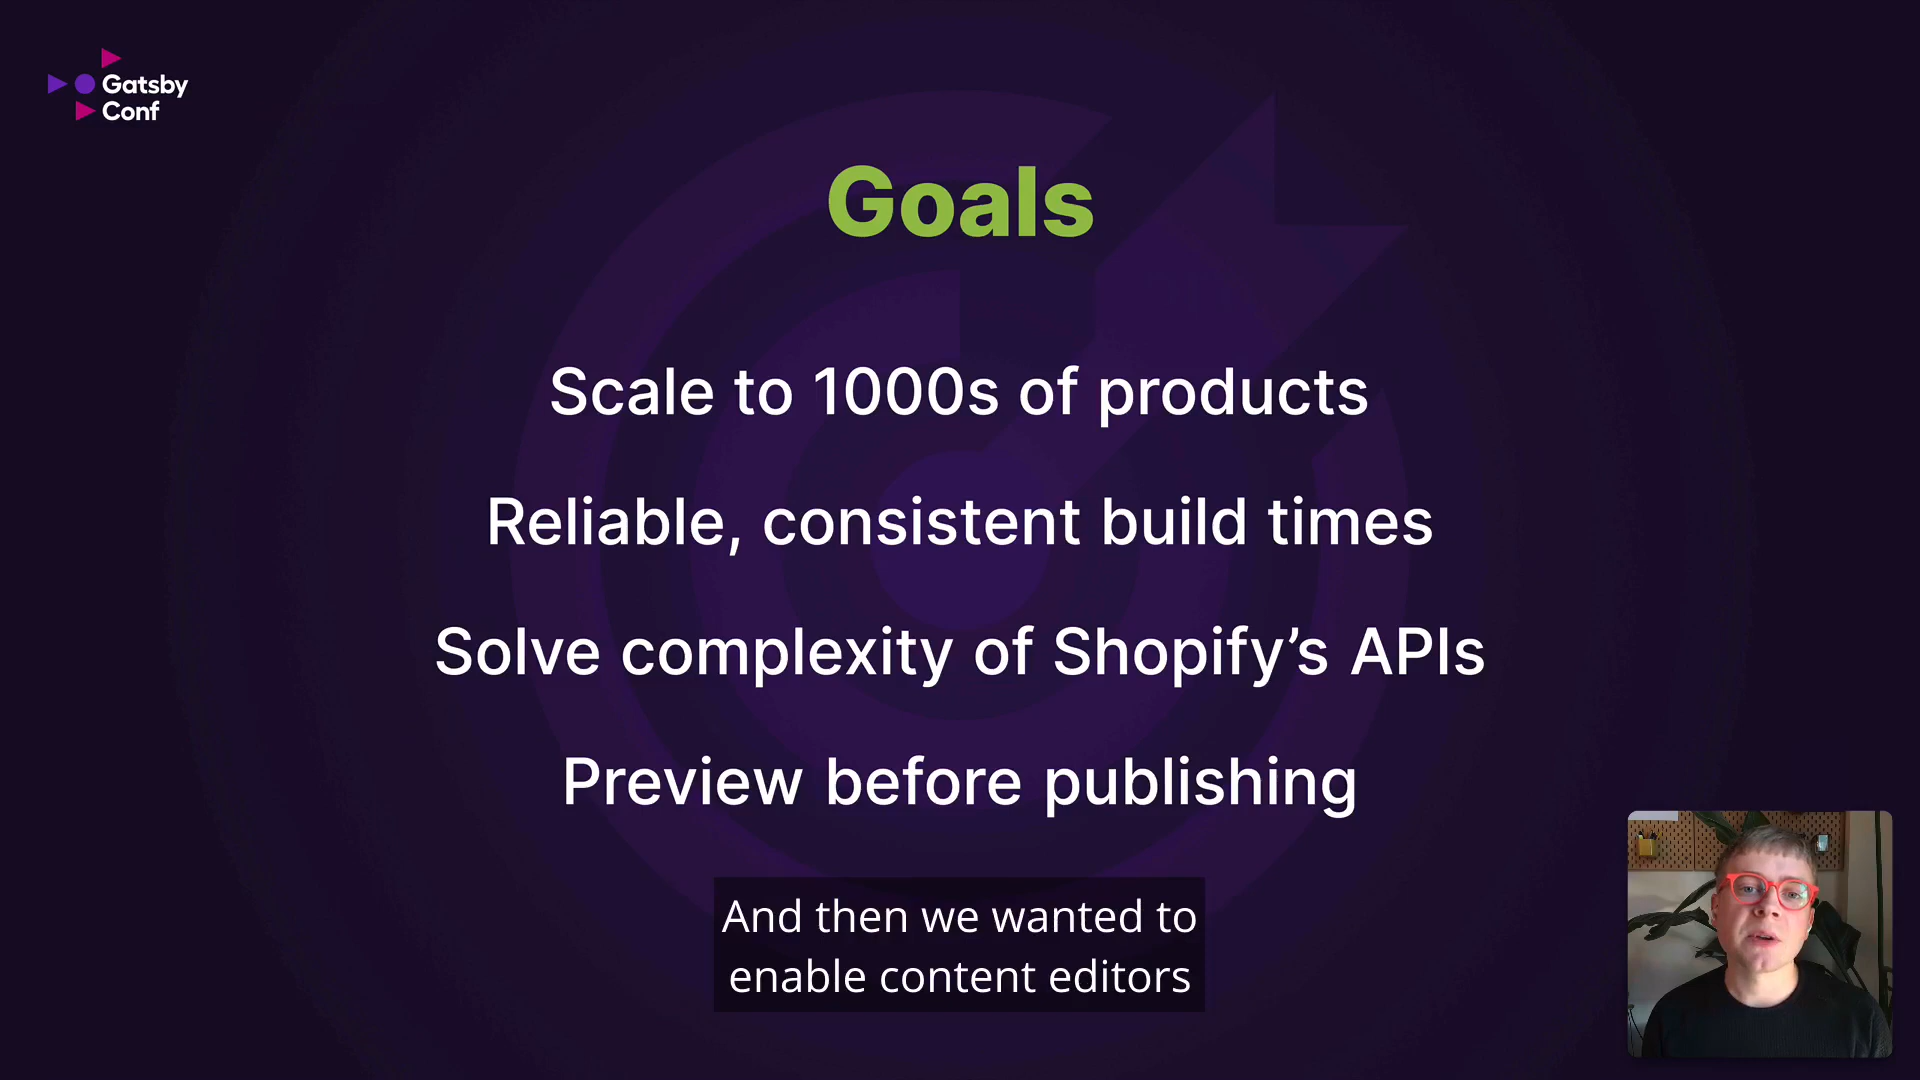 Gatsby
Conf
Goals
Scale to 1000s of products
Reliable, consistent build times
Solve complexity of Shopify’s APIs
Preview before publishing
And then we wanted to
enable content editors